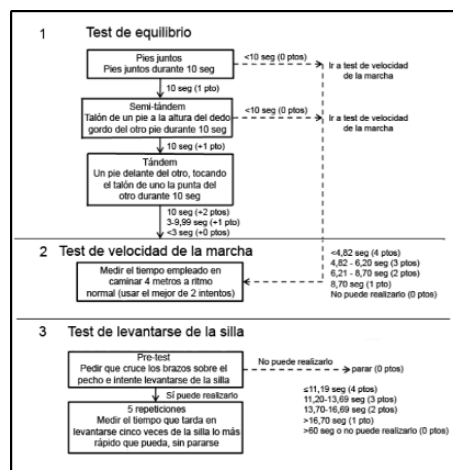 1 Test de equilibrio
Pies juntos
Pies juntos durante 10 seg
<10 seg (0 ptos)
Ir a test de velocidad
de la marcha
10 seg (1 pto)
Semi-tándem
Talón de un pie a la altura del dedo
gordo del otro pie durante 10 seg
<10 seg (0 ptos)
Ir a test de velocidad
de la marcha
10 seg (+1 pto)
Tándem
Un pie delante del otro, tocando
el talón de uno la punta del
otro durante 10 seg
10 seg (+2 ptos)
3-9,99 seg (+1 pto)
<3 seg (+0 ptos)
2 Test de velocidad de la marcha
Medir el tiempo empleado en
caminar 4 metros a ritmo
normal (usar el mejor de 2 intentos)
<4,82 seg (4 ptos)
4,82 - 6,20 seg (3 ptos)
6,21 - 8,70 seg (2 ptos)
8,70 seg (1 pto)
No puede realizarlo (0 ptos)
3 Test de levantarse de la silla
Pre-test
Pedir que cruce los brazos sobre el
pecho e intente levantarse de la silla
No puede realizarlo
parar (0 ptos)
Sí puede realizarlo
5 repeticiones
Medir el tiempo que tarda en
levantarse cinco veces de la silla lo más
rápido que pueda, sin pararse
≤11,19 seg (4 ptos)
11,20-13,69 seg (3 ptos)
13,70-16,69 seg (2 ptos)
>16,70 seg (1 pto)
>60 seg o no puede realizarlo (0 ptos)